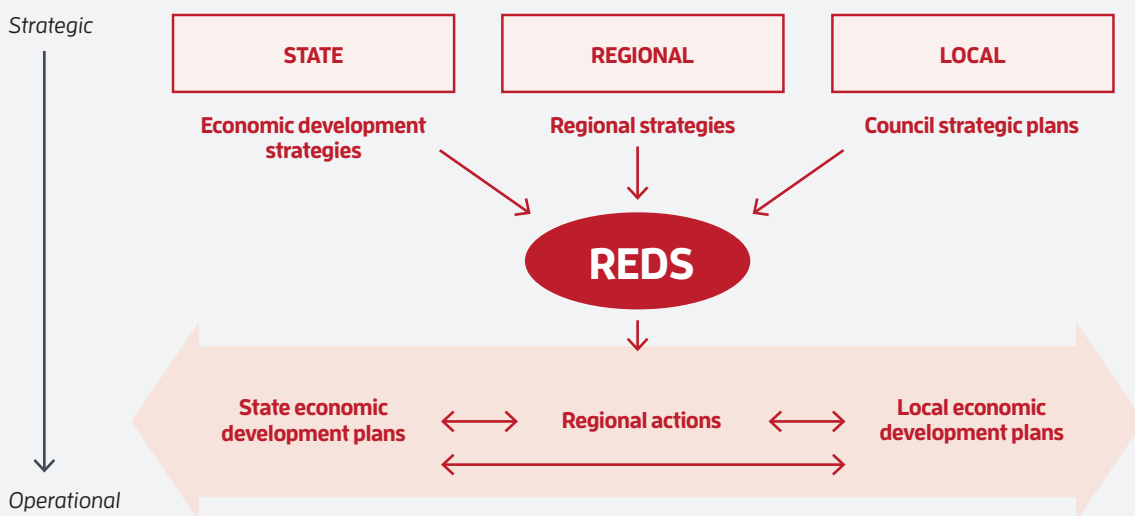 Strategic
STATE
REGIONAL
LOCAL
Economic development
strategies
Regional strategies
Council strategic plans
REDS
State economic
development plans
Regional actions
Local economic
development plans
Operational